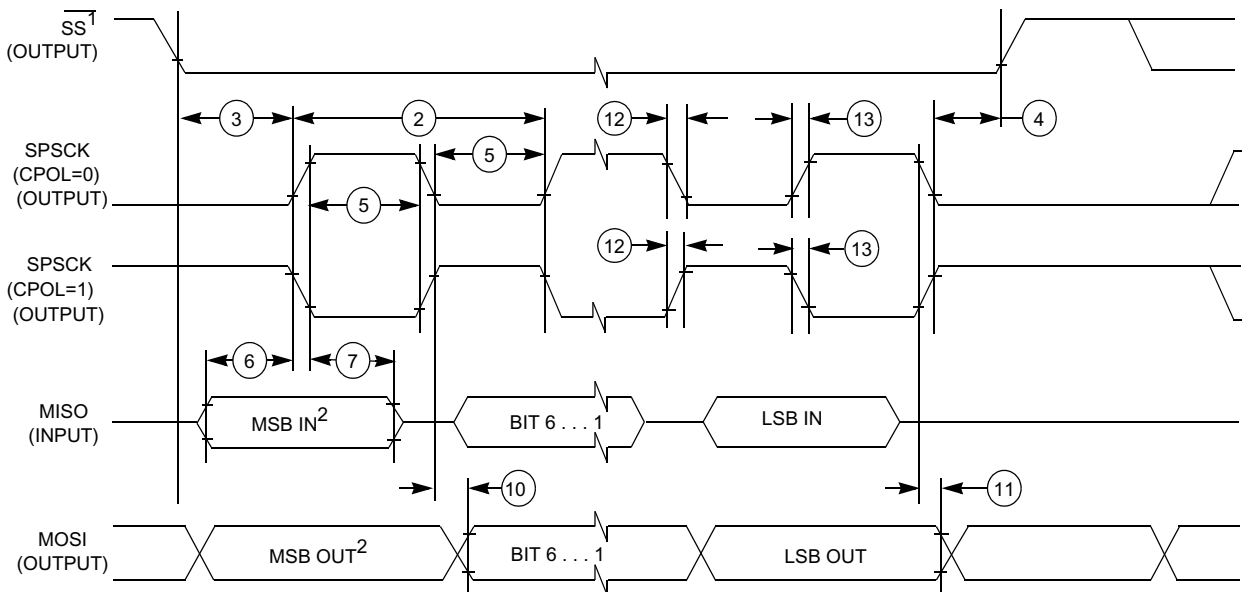 SS1
(OUTPUT)
3
2
12
13
4
SPSCK
(CPOL=0)
(OUTPUT)
5
5
12
13
SPSCK
(CPOL=1)
(OUTPUT)
6
7
MISO
(INPUT)
MSB IN2
BIT 6 . . . 1
LSB IN
10
11
MOSI
(OUTPUT)
MSB OUT2
BIT 6 . . . 1
LSB OUT